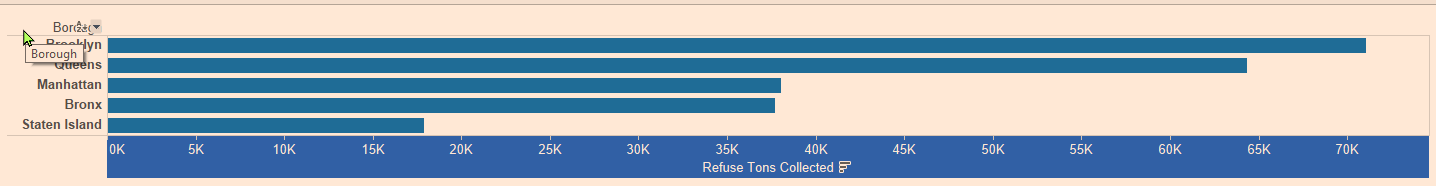 Borough
Brooklyn
Borough
Queens
Manhattan
Bronx
Staten Island
0K 5K 10K 15K 20K 25K 30K 35K 40K 45K 50K 55K 60K 65K 70K
Refuse Tons Collected